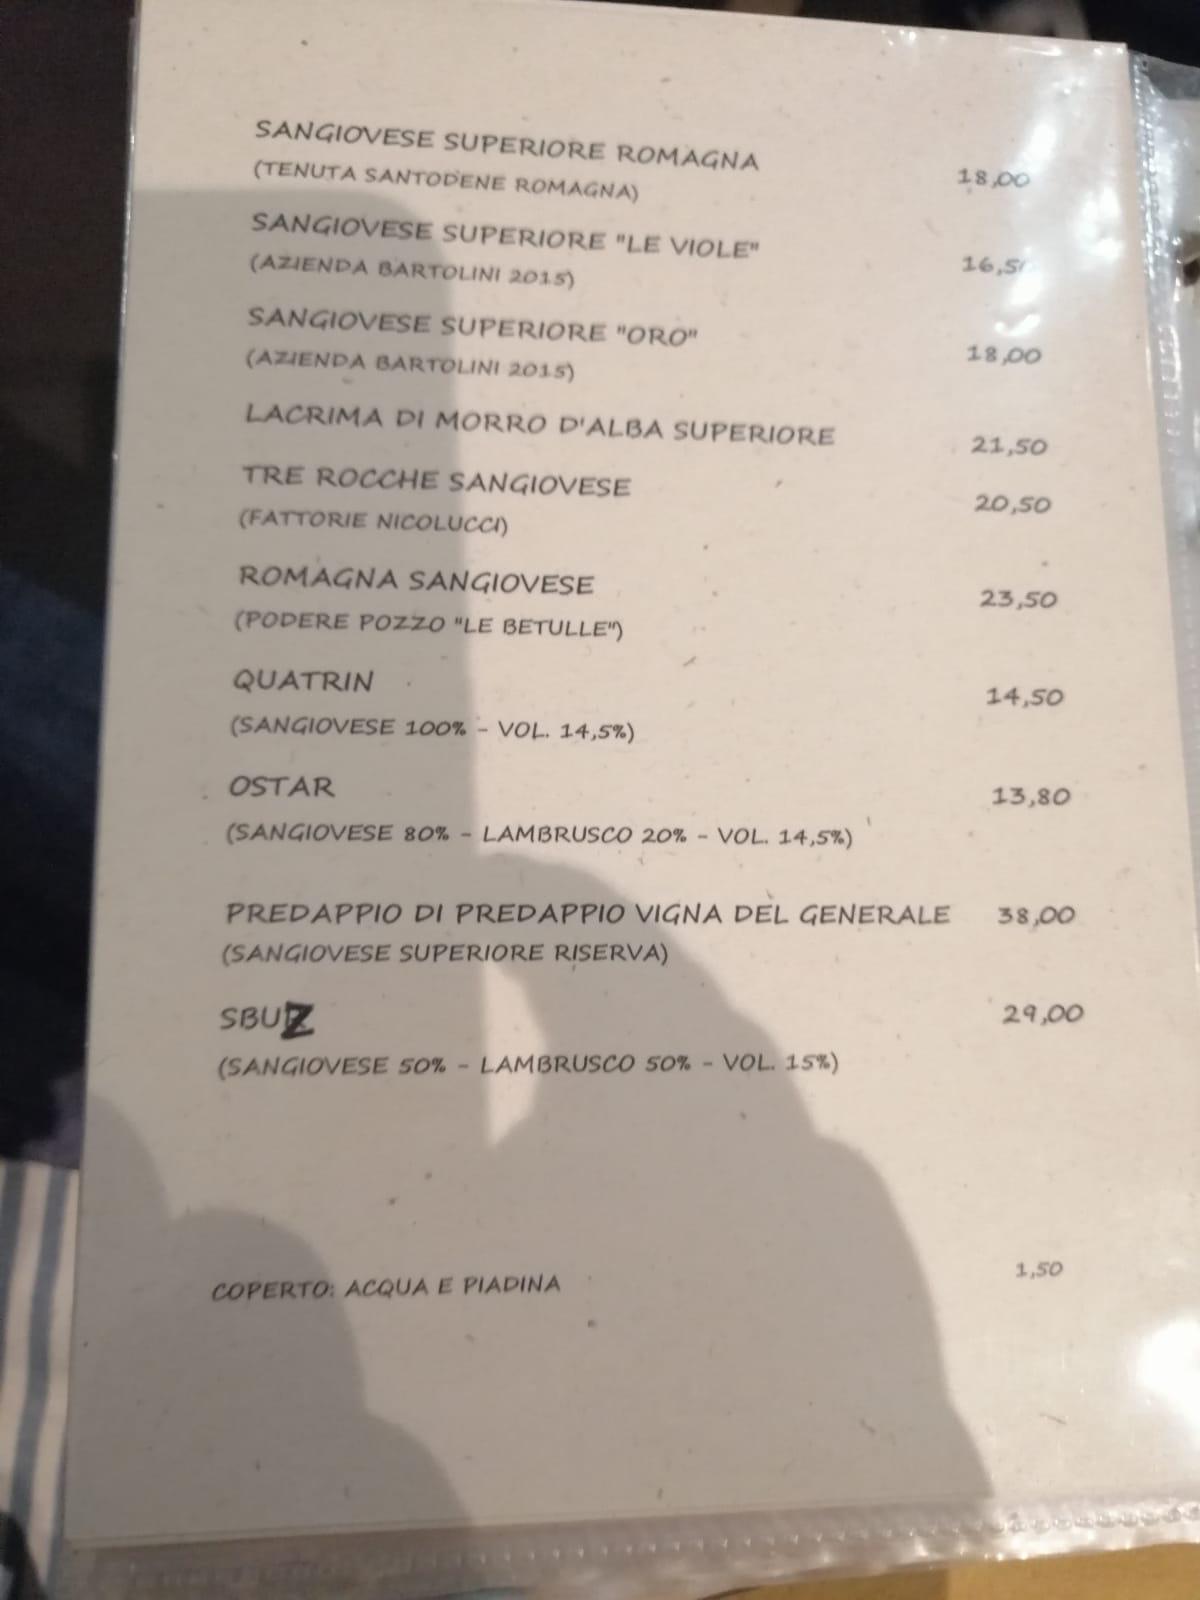 SANGIOVESE SUPERIORE ROMAGNA 18,00
(TENUTA SANTODENE ROMAGNA)
SANGIOVESE SUPERIORE "LE VIOLE"
(AZIENDA BARTOLINI 2015)
SANGIOVESE SUPERIORE "ORO" 18,00
(AZIENDA BARTOLINI 2015)
LACRIMA DI MORRO D'ALBA SUPERIORE 21,50
TRE ROCCHE SANGIOVESE 20,50
(FATTORIE NICOLUCCI)
ROMAGNA SANGIOVESE 23,50
(PODERE POZZO "LE BETULLE")
QUATRIN 14,50
(SANGIOVESE 100% - VOL. 14,5%)
OSTAR 13,80
(SANGIOVESE 80% - LAMBRUSCO 20% - VOL. 14,5%)
PREDAPPIO DI PREDAPPIO VIGNA DEL GENERALE 38,00
(SANGIOVESE SUPERIORE RISERVA)
SBUZ 29,00
(SANGIOVESE 50% - LAMBRUSCO 50% - VOL. 15%)
COPERTO: ACQUA E PIADINA 1,50